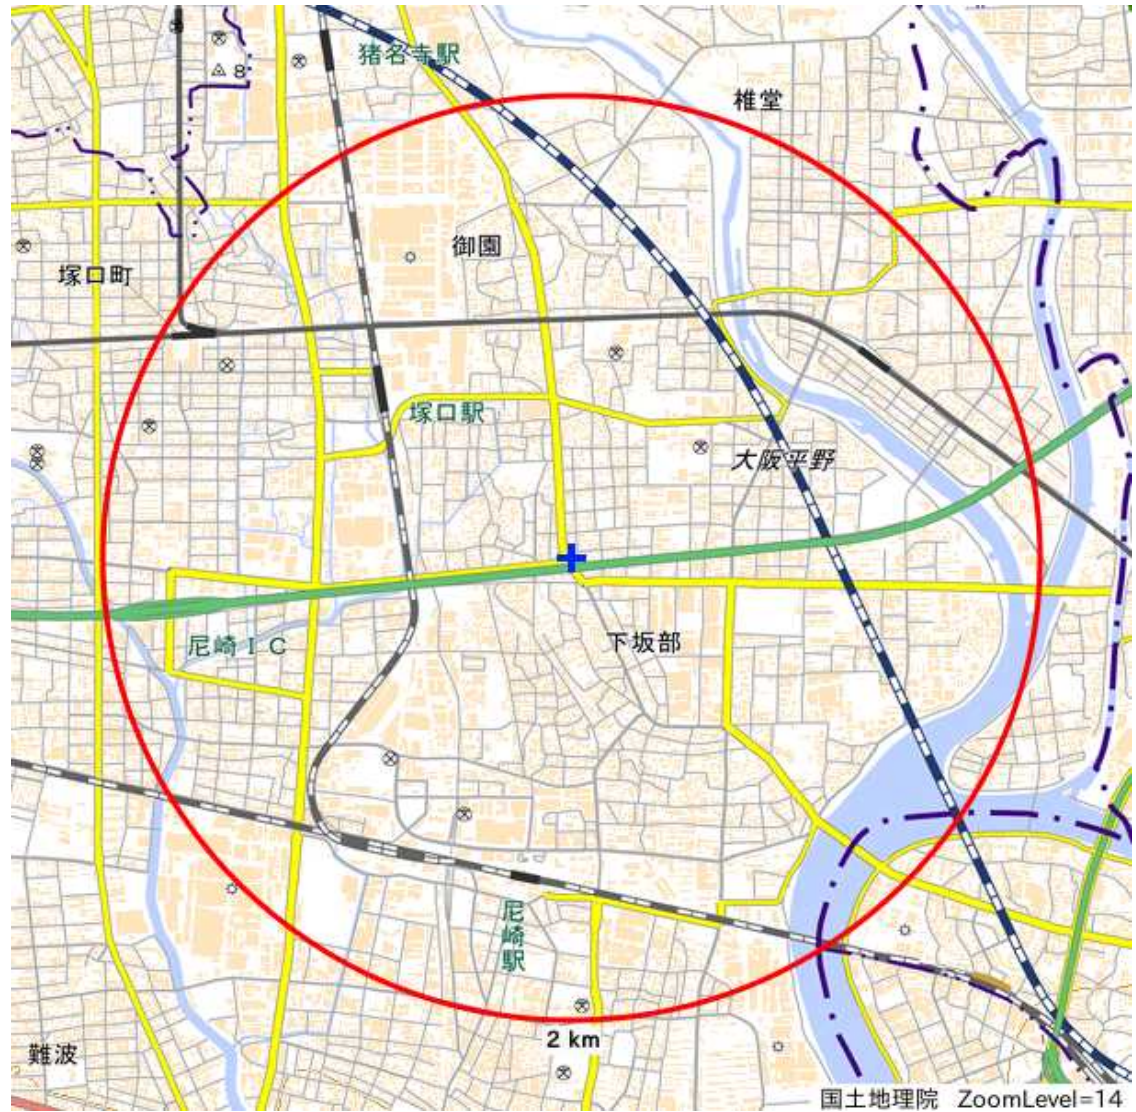 猪名寺駅
8
椎堂
御園
塚口町
塚口駅
大阪平野
下坂部
尼崎ＩＣ
尼崎駅
2 km
難波
国土地理院 ZoomLevel=14